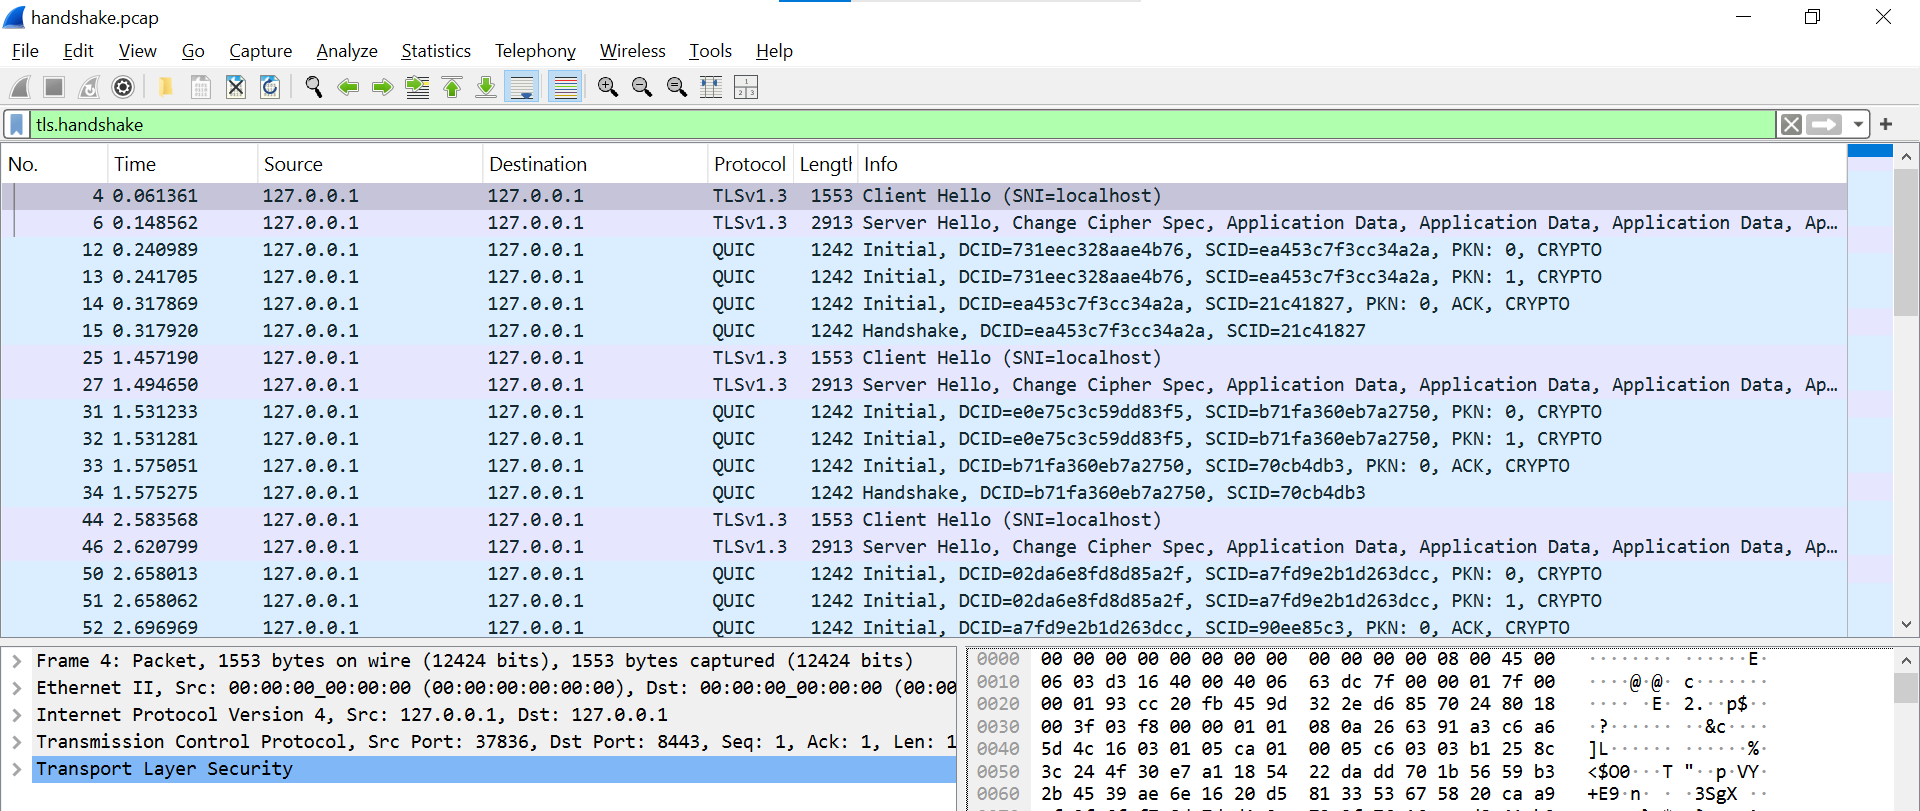 handshake.pcap
File Edit View Go Capture Analyze Statistics Telephony Wireless Tools Help
tls.handshake
No. Time Source Destination Protocol Length Info
4 0.061361 127.0.0.1 127.0.0.1 TLSv1.3 1553 Client Hello (SNI=localhost)
6 0.148562 127.0.0.1 127.0.0.1 TLSv1.3 2913 Server Hello, Change Cipher Spec, Application Data, Application Data, Application Data, Ap…
12 0.240989 127.0.0.1 127.0.0.1 QUIC 1242 Initial, DCID=731eec328aae4b76, SCID=ea453c7f3cc34a2a, PKN: 0, CRYPTO
13 0.241705 127.0.0.1 127.0.0.1 QUIC 1242 Initial, DCID=731eec328aae4b76, SCID=ea453c7f3cc34a2a, PKN: 1, CRYPTO
14 0.317869 127.0.0.1 127.0.0.1 QUIC 1242 Initial, DCID=ea453c7f3cc34a2a, SCID=21c41827, PKN: 0, ACK, CRYPTO
15 0.317920 127.0.0.1 127.0.0.1 QUIC 1242 Handshake, DCID=ea453c7f3cc34a2a, SCID=21c41827
25 1.457190 127.0.0.1 127.0.0.1 TLSv1.3 1553 Client Hello (SNI=localhost)
27 1.494650 127.0.0.1 127.0.0.1 TLSv1.3 2913 Server Hello, Change Cipher Spec, Application Data, Application Data, Application Data, Ap…
31 1.531233 127.0.0.1 127.0.0.1 QUIC 1242 Initial, DCID=e0e75c3c59dd83f5, SCID=b71fa360eb7a2750, PKN: 0, CRYPTO
32 1.531281 127.0.0.1 127.0.0.1 QUIC 1242 Initial, DCID=e0e75c3c59dd83f5, SCID=b71fa360eb7a2750, PKN: 1, CRYPTO
33 1.575051 127.0.0.1 127.0.0.1 QUIC 1242 Initial, DCID=b71fa360eb7a2750, SCID=70cb4db3, PKN: 0, ACK, CRYPTO
34 1.575275 127.0.0.1 127.0.0.1 QUIC 1242 Handshake, DCID=b71fa360eb7a2750, SCID=70cb4db3
44 2.583568 127.0.0.1 127.0.0.1 TLSv1.3 1553 Client Hello (SNI=localhost)
46 2.620799 127.0.0.1 127.0.0.1 TLSv1.3 2913 Server Hello, Change Cipher Spec, Application Data, Application Data, Application Data, Ap…
50 2.658013 127.0.0.1 127.0.0.1 QUIC 1242 Initial, DCID=02da6e8fd8d85a2f, SCID=a7fd9e2b1d263dcc, PKN: 0, CRYPTO
51 2.658062 127.0.0.1 127.0.0.1 QUIC 1242 Initial, DCID=02da6e8fd8d85a2f, SCID=a7fd9e2b1d263dcc, PKN: 1, CRYPTO
52 2.696969 127.0.0.1 127.0.0.1 QUIC 1242 Initial, DCID=a7fd9e2b1d263dcc, SCID=90ee85c3, PKN: 0, ACK, CRYPTO
Frame 4: Packet, 1553 bytes on wire (12424 bits), 1553 bytes captured (12424 bits)
Ethernet II, Src: 00:00:00_00:00:00 (00:00:00:00:00:00), Dst: 00:00:00_00:00:00 (00:00
Internet Protocol Version 4, Src: 127.0.0.1, Dst: 127.0.0.1
Transmission Control Protocol, Src Port: 37836, Dst Port: 8443, Seq: 1, Ack: 1, Len: 1
Transport Layer Security
0000 00 00 00 00 00 00 00 00 00 00 00 00 08 00 45 00 ········ ······E·
0010 06 03 d3 16 40 00 40 06 63 dc 7f 00 00 01 7f 00 ····@·@· c·······
0020 00 01 93 cc 20 fb 45 9d 32 2e d6 85 70 24 80 18 ···· ·E· 2.··p$··
0030 00 3f 03 f8 00 00 01 01 08 0a 26 63 91 a3 c6 a6 ·?······ ··&c····
0040 5d 4c 16 03 01 05 ca 01 00 05 c6 03 03 b1 25 8c ]L······ ······%·
0050 3c 24 4f 30 e7 a1 18 54 22 da dd 70 1b 56 59 b3 <$O0···T "··p·VY·
0060 2b 45 39 ae 6e 16 20 d5 81 33 53 67 58 20 ca a9 +E9·n· · ·3SgX ··